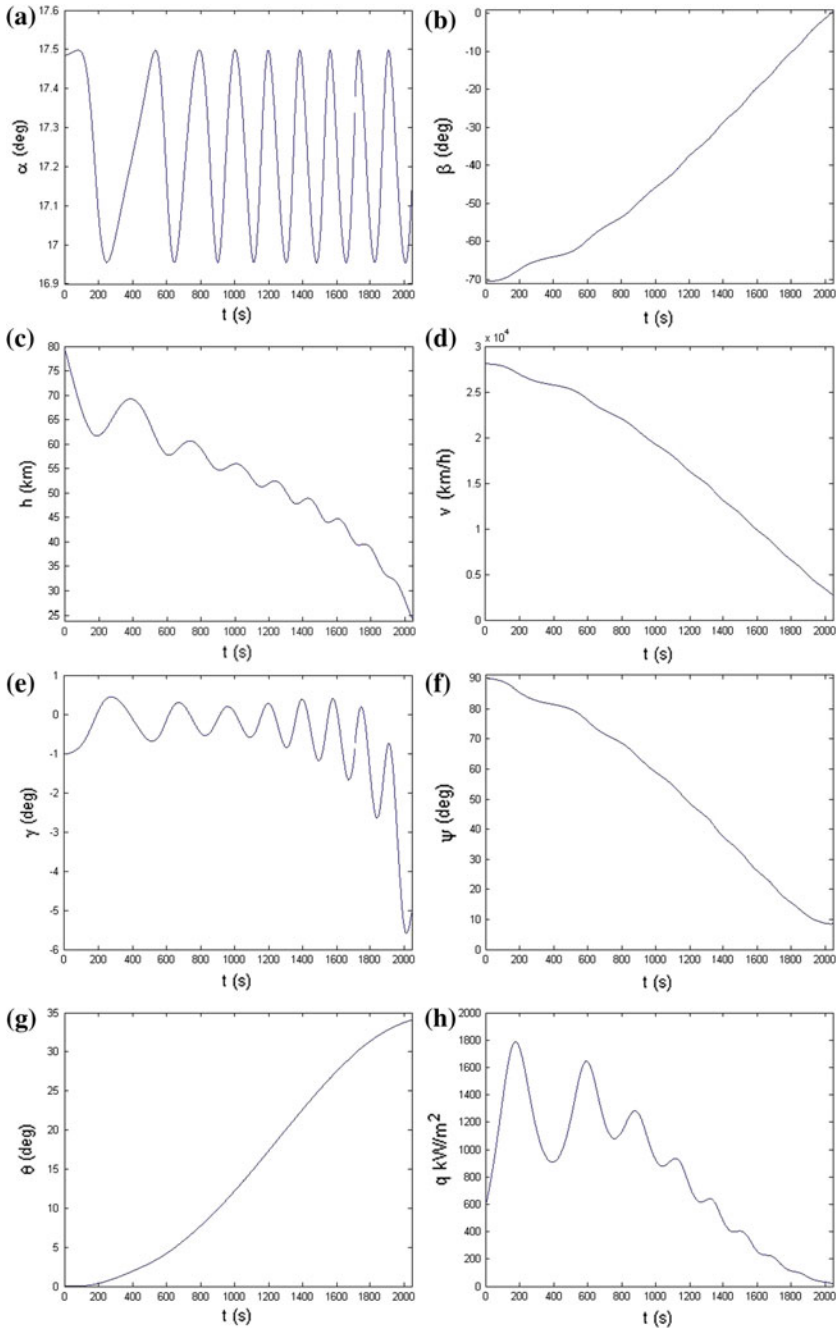 (a)
17.6
17.5
17.4
17.3
17.2
17.1
17
16.9
α (deg)
0 200 400 600 800 1000 1200 1400 1600 1800 2000
t (s)
(b)
0
-10
-20
-30
-40
-50
-60
-70
β (deg)
0 200 400 600 800 1000 1200 1400 1600 1800 2000
t (s)
(c)
80
75
70
65
60
55
50
45
40
35
30
25
h (km)
0 200 400 600 800 1000 1200 1400 1600 1800 2000
t (s)
(d)
x 10⁴
3
2.5
2
1.5
1
0.5
0
v (km/h)
0 200 400 600 800 1000 1200 1400 1600 1800 2000
t (s)
(e)
1
0
-1
-2
-3
-4
-5
-6
γ (deg)
0 200 400 600 800 1000 1200 1400 1600 1800 2000
t (s)
(f)
90
80
70
60
50
40
30
20
10
0
ψ (deg)
0 200 400 600 800 1000 1200 1400 1600 1800 2000
t (s)
(g)
35
30
25
20
15
10
5
0
θ (deg)
0 200 400 600 800 1000 1200 1400 1600 1800 2000
t (s)
(h)
2000
1800
1600
1400
1200
1000
800
600
400
200
0
q kW/m²
0 200 400 600 800 1000 1200 1400 1600 1800 2000
t (s)